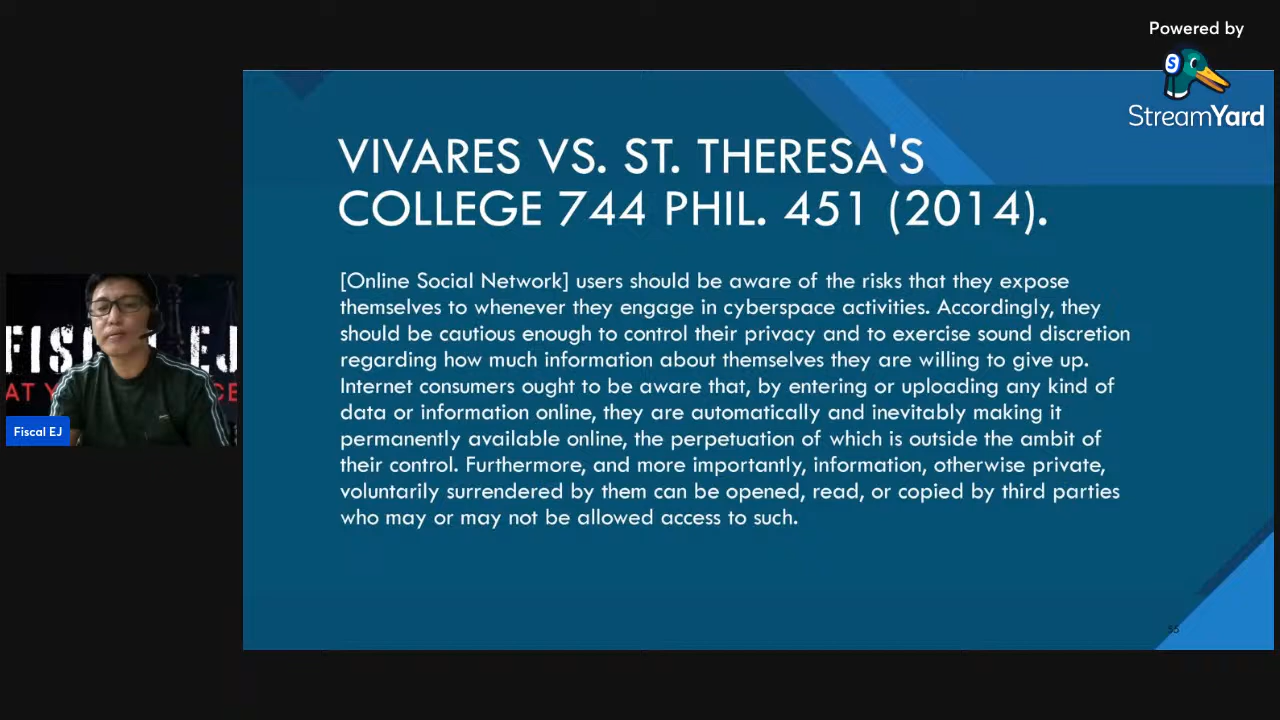 Powered by
StreamYard
VIVARES VS. ST. THERESA'S
COLLEGE 744 PHIL. 451 (2014).
[Online Social Network] users should be aware of the risks that they expose
themselves to whenever they engage in cyberspace activities. Accordingly, they
should be cautious enough to control their privacy and to exercise sound discretion
regarding how much information about themselves they are willing to give up.
Internet consumers ought to be aware that, by entering or uploading any kind of
data or information online, they are automatically and inevitably making it
permanently available online, the perpetuation of which is outside the ambit of
their control. Furthermore, and more importantly, information, otherwise private,
voluntarily surrendered by them can be opened, read, or copied by third parties
who may or may not be allowed access to such.
EJ
AT
Fiscal EJ